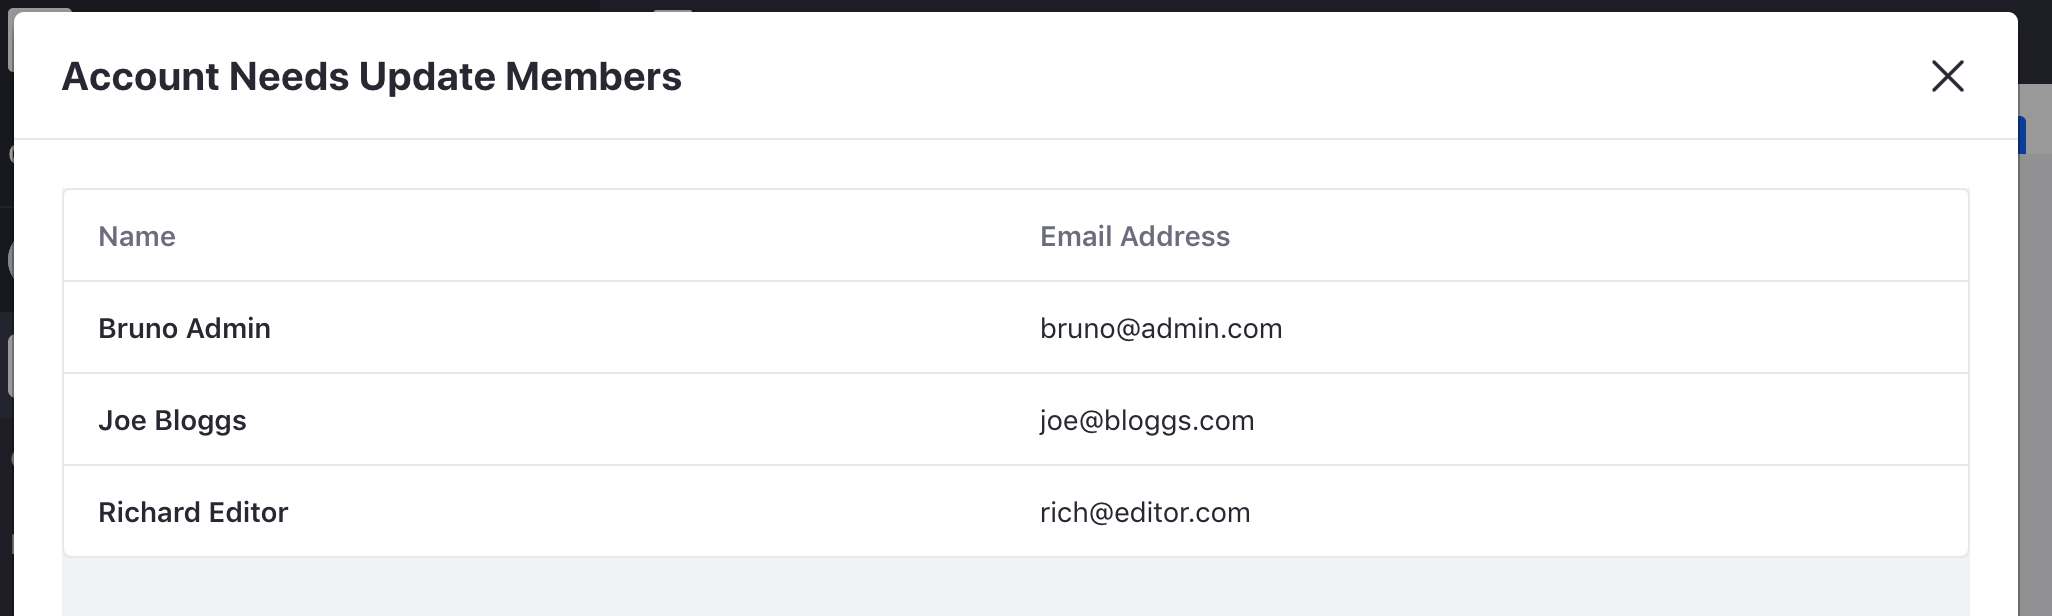 Account Needs Update Members
Name Email Address
Bruno Admin bruno@admin.com
Joe Bloggs joe@bloggs.com
Richard Editor rich@editor.com